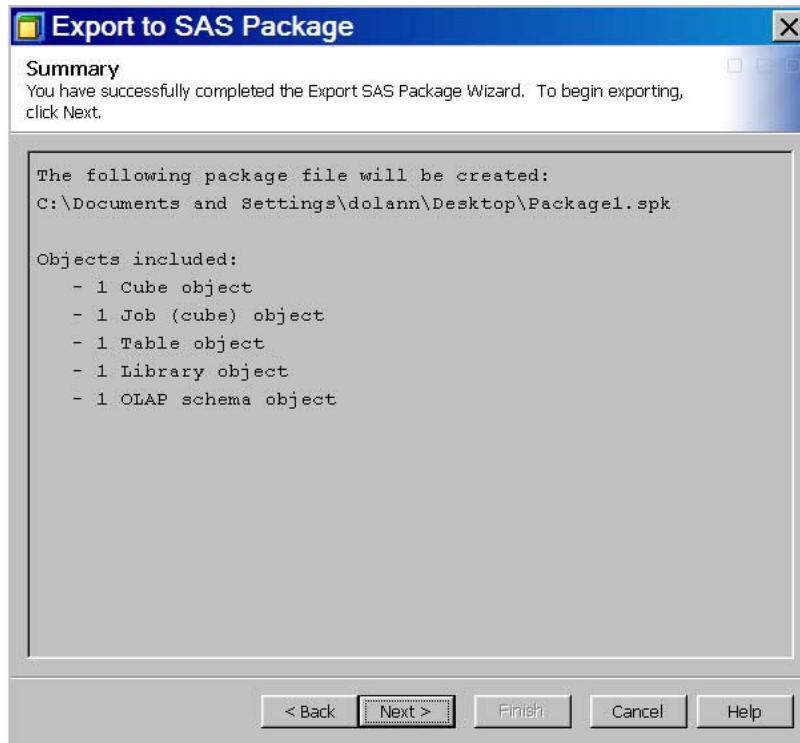 Export to SAS Package
Summary
You have successfully completed the Export SAS Package Wizard. To begin exporting,
click Next.
The following package file will be created:
C:\Documents and Settings\dolann\Desktop\Package1.spk
Objects included:
- 1 Cube object
- 1 Job (cube) object
- 1 Table object
- 1 Library object
- 1 OLAP schema object
< Back
Next >
Finish
Cancel
Help